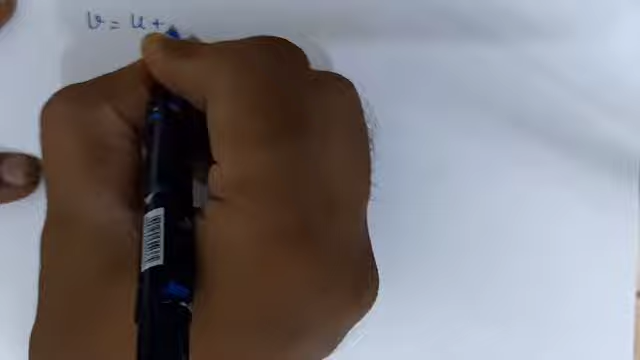 v = u +